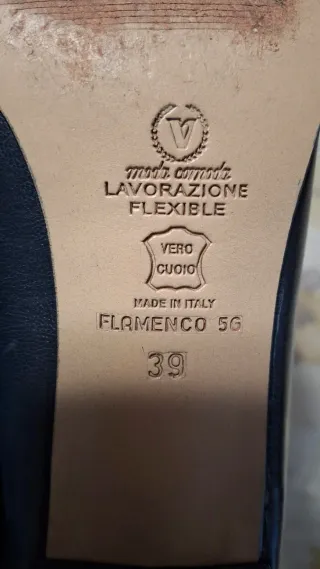 V
moda comoda
LAVORAZIONE
FLEXIBLE
VERO
CUOIO
MADE IN ITALY
FLAMENCO 56
39